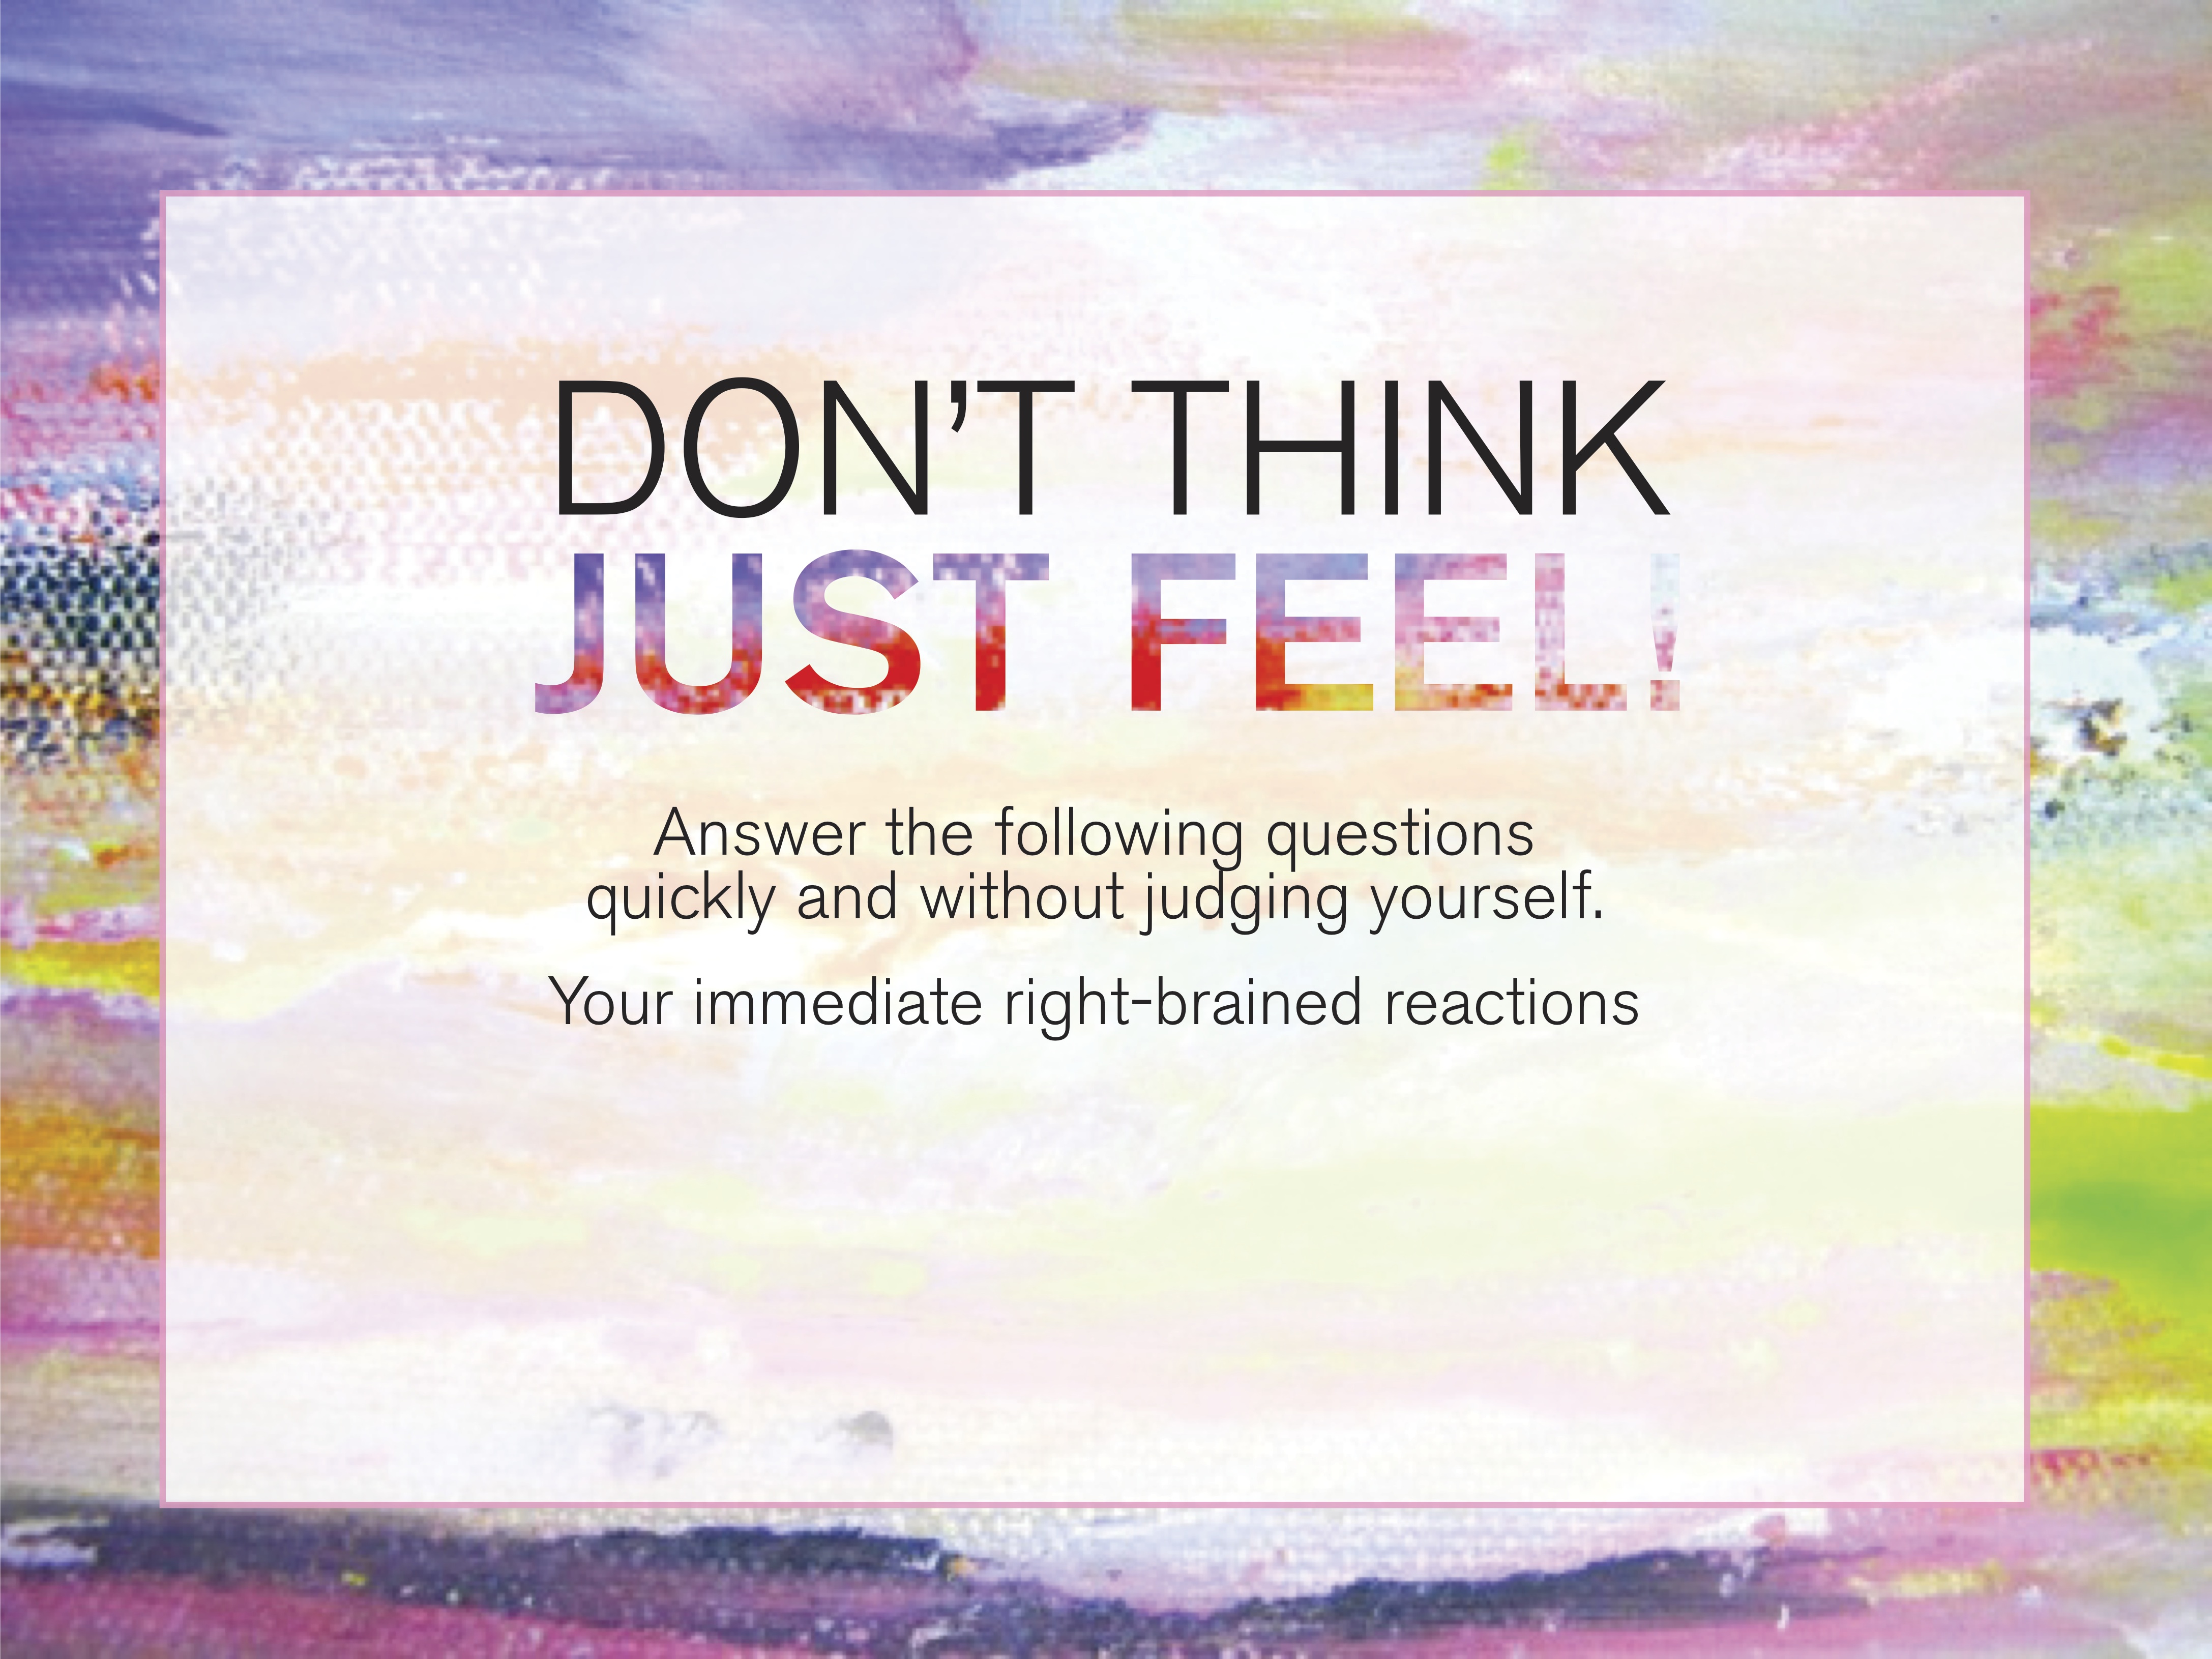 DON’T THINK
JUST FEEL!
Answer the following questions
quickly and without judging yourself.
Your immediate right-brained reactions